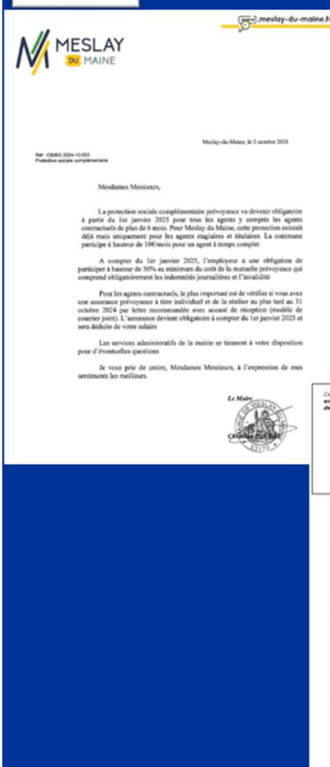 .meslay-du-maine.fr
MESLAY
DU MAINE
Meslay-du-Maine, le 2 octobre 2024
Protection sociale complémentaire
Mesdames Messieurs,
La protection sociale complémentaire prévoyance va devenir obligatoire
à partir du 1er janvier 2025 pour tous les agents y compris les agents
contractuels de plus de 6 mois. Pour Meslay du Maine, cette protection existait
déjà mais uniquement pour les agents stagiaires et titulaires. La commune
participe à hauteur de 10€/mois pour un agent à temps complet
A compter du 1er janvier 2025, l'employeur a une obligation de
participer à hauteur de 50% au minimum du coût de la mutuelle prévoyance qui
comprend obligatoirement les indemnités journalières et l'invalidité
Pour les agents contractuels, le plus important est de vérifier si vous avez
une assurance prévoyance à titre individuel et de la résilier au plus tard au 31
octobre 2024 par lettre recommandée avec accusé de réception (modèle de
courrier joint). L'assurance devient obligatoire à compter du 1er janvier 2025 et
sera déduite de votre salaire
Les services administratifs de la mairie se tiennent à votre disposition
pour d'éventuelles questions
Je vous prie de croire, Mesdames Messieurs, à l'expression de mes
sentiments les meilleurs.
Le Maire